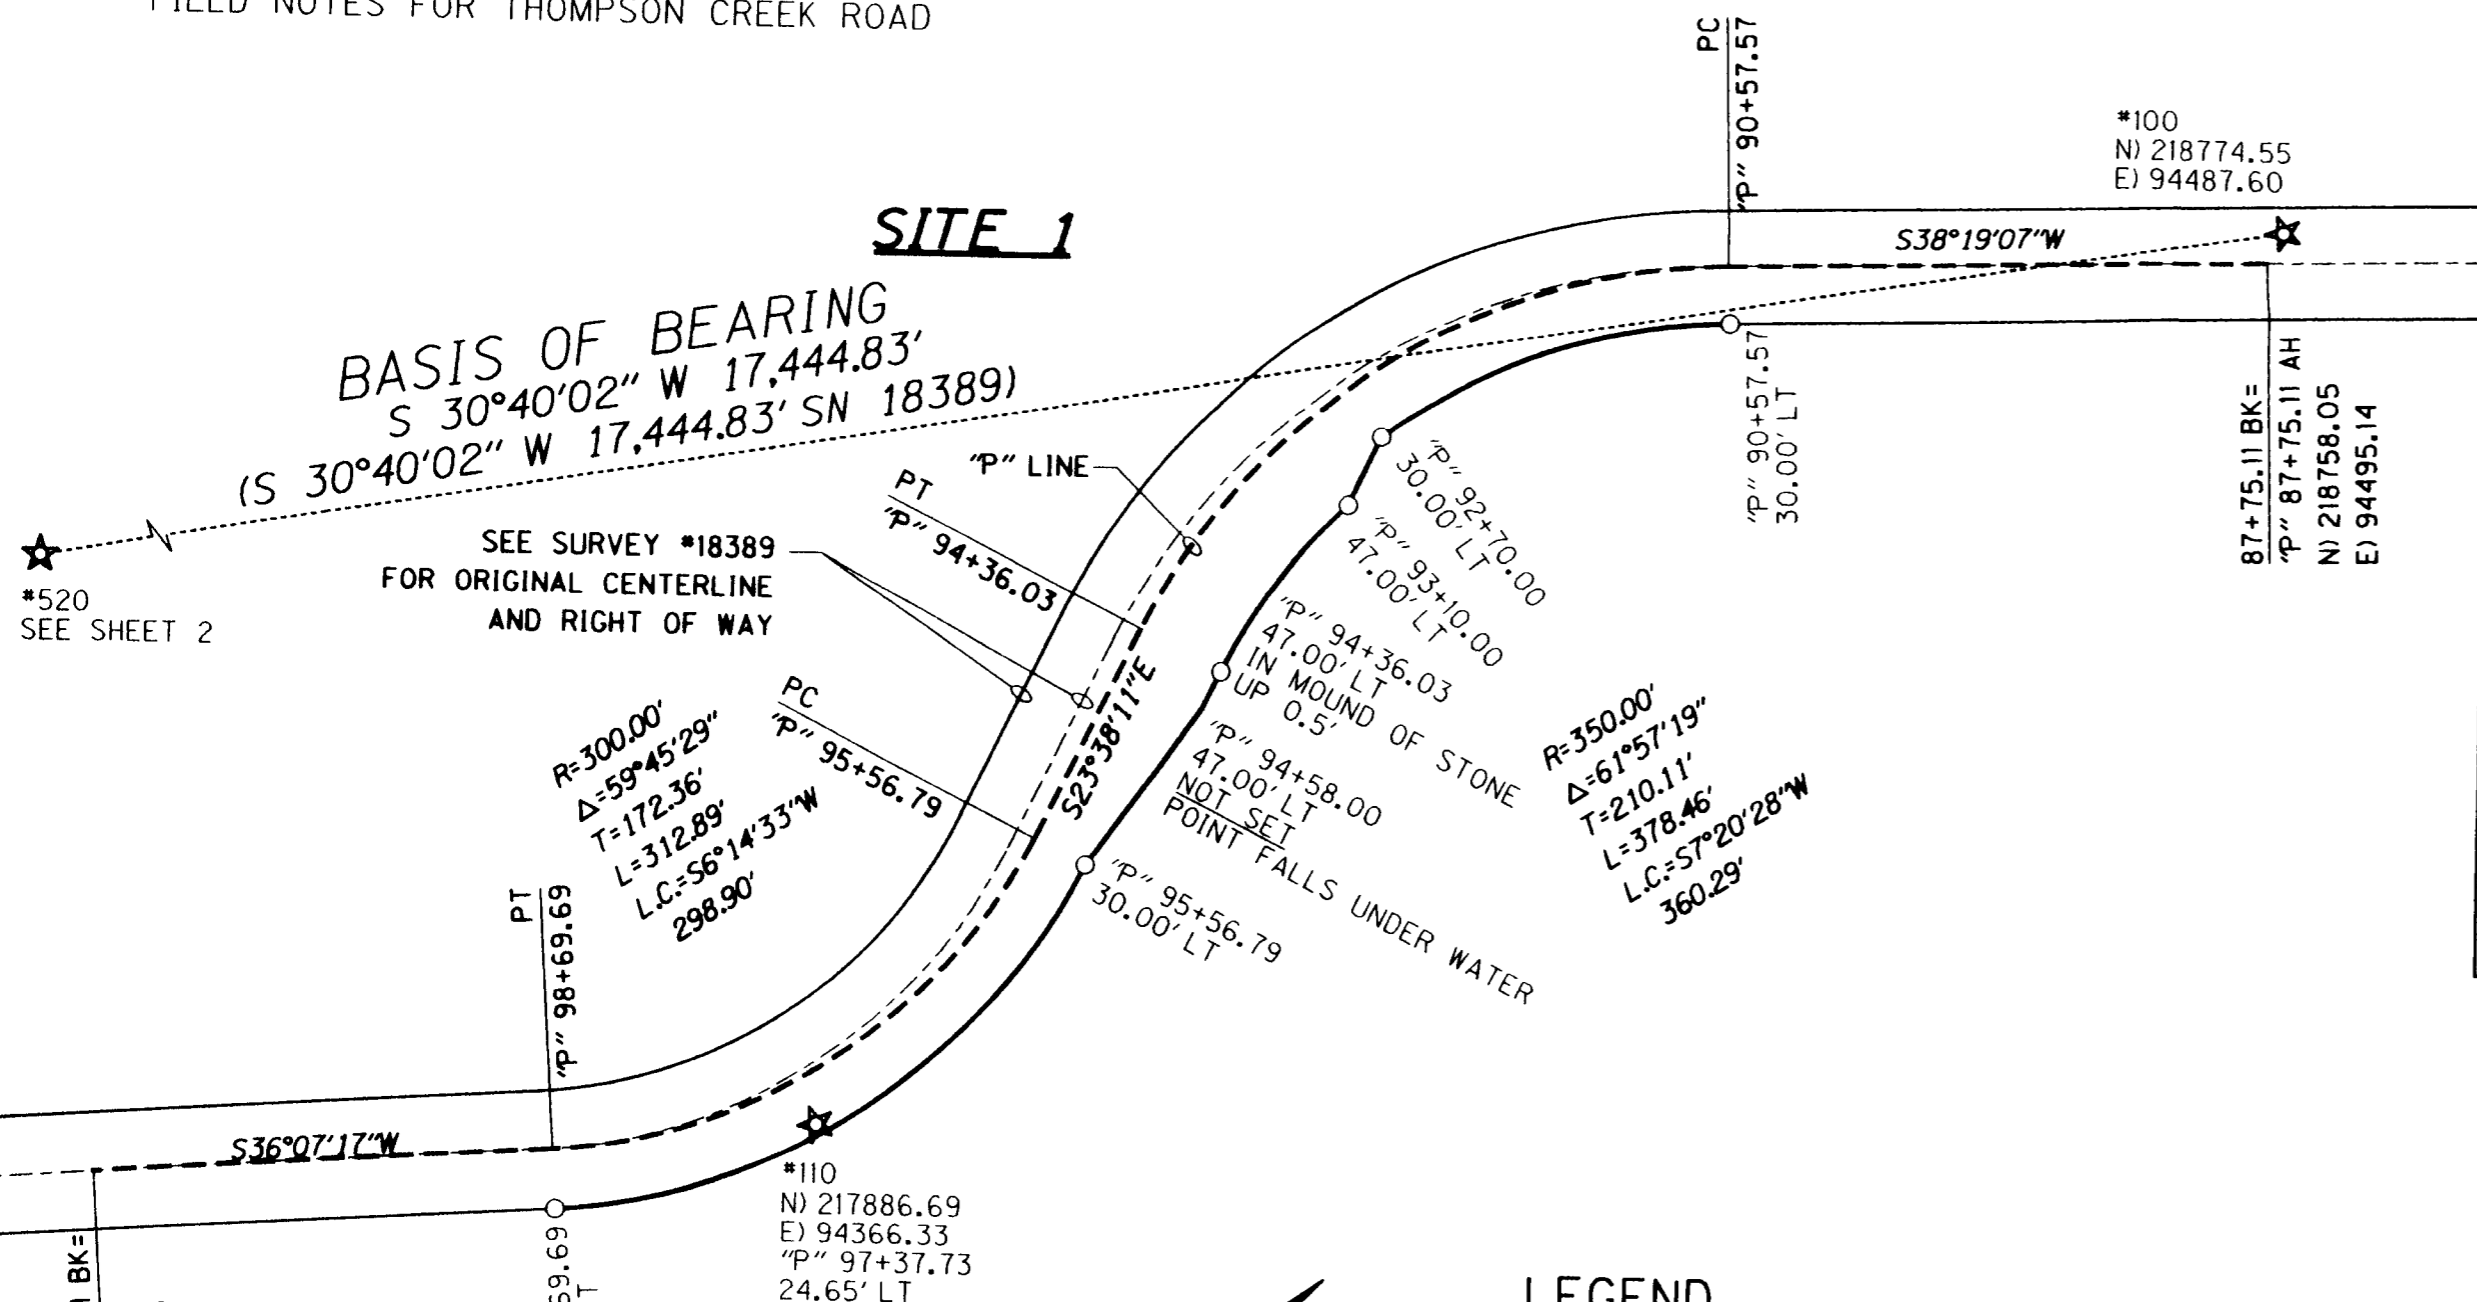 FIELD NOTES FOR THOMPSON CREEK ROAD
SITE 1
BASIS OF BEARING
S 30°40'02" W 17,444.83'
(S 30°40'02" W 17,444.83' SN 18389)
#520
SEE SHEET 2
SEE SURVEY #18389
FOR ORIGINAL CENTERLINE
AND RIGHT OF WAY
"P" LINE
PT
"P" 94+36.03
PC
"P" 95+56.79
S23°38'11"E
R=300.00'
Δ=59°45'29"
T=172.36'
L=312.89'
L.C.=S6°14'33"W
298.90'
PT
"P" 98+69.69
S36°07'17"W
BK=
69.69
#110
N) 217886.69
E) 94366.33
"P" 97+37.73
24.65' LT
PC
"P" 90+57.57
#100
N) 218774.55
E) 94487.60
S38°19'07"W
"P" 90+57.57
30.00' LT
87+75.11 BK=
"P" 87+75.11 AH
N) 218758.05
E) 94495.14
"P" 92+70.00
30.00' LT
"P" 93+10.00
47.00' LT
"P" 94+36.03
47.00' LT
IN MOUND OF STONE
UP 0.5'
"P" 94+58.00
47.00' LT
NOT SET
POINT FALLS UNDER WATER
"P" 95+56.79
30.00' LT
R=350.00'
Δ=61°57'19"
T=210.11'
L=378.46'
L.C.=S7°20'28"W
360.29'
LEGEND